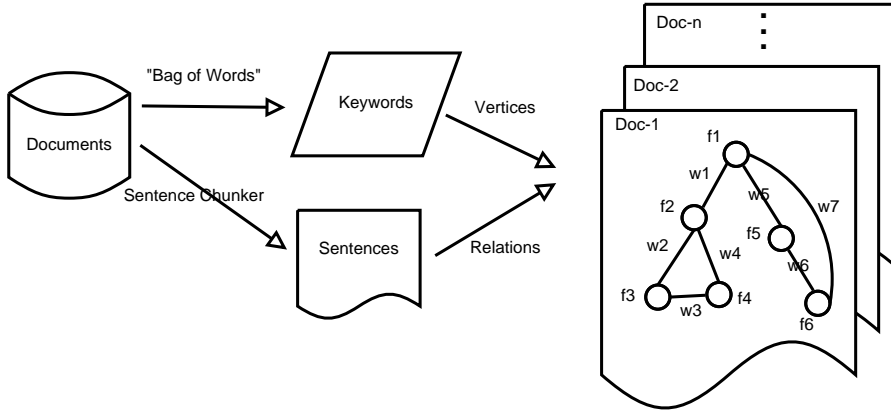 Doc-n
Doc-2
Doc-1
"Bag of Words"
Keywords
Vertices
Documents
Sentence Chunker
Sentences
Relations
f1
w1
w5
w7
f2
f5
w2
w4
w6
f3
f4
w3
f6